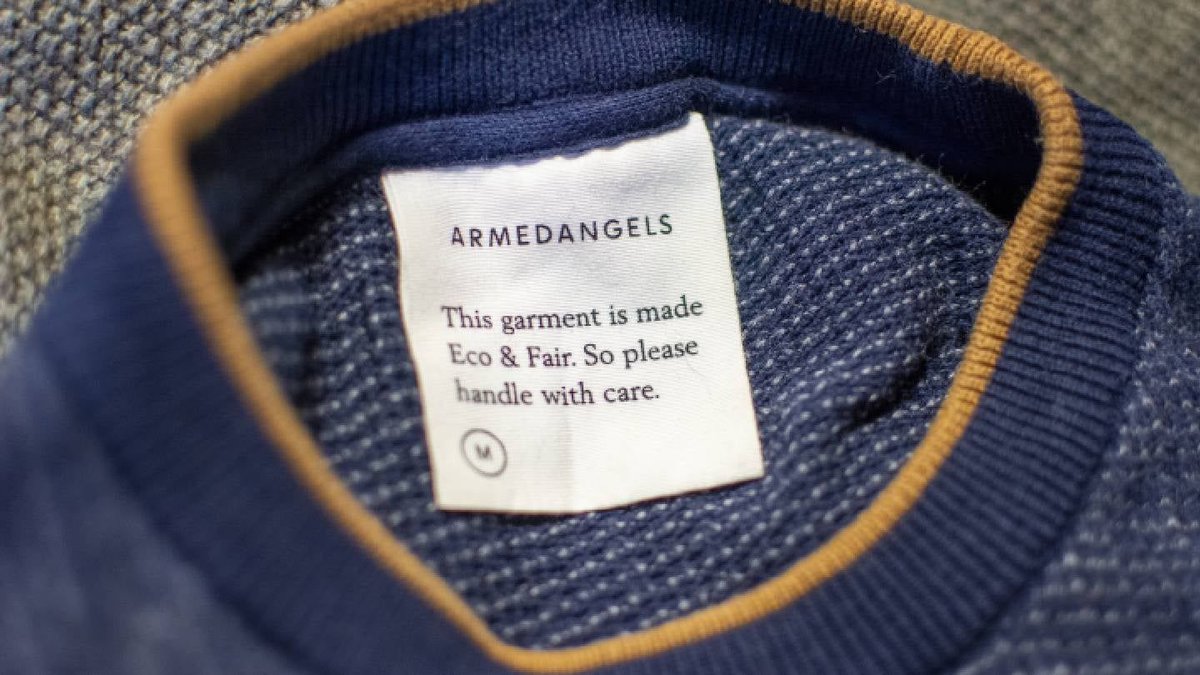 ARMEDANGELS
This garment is made
Eco & Fair. So please
handle with care.
M